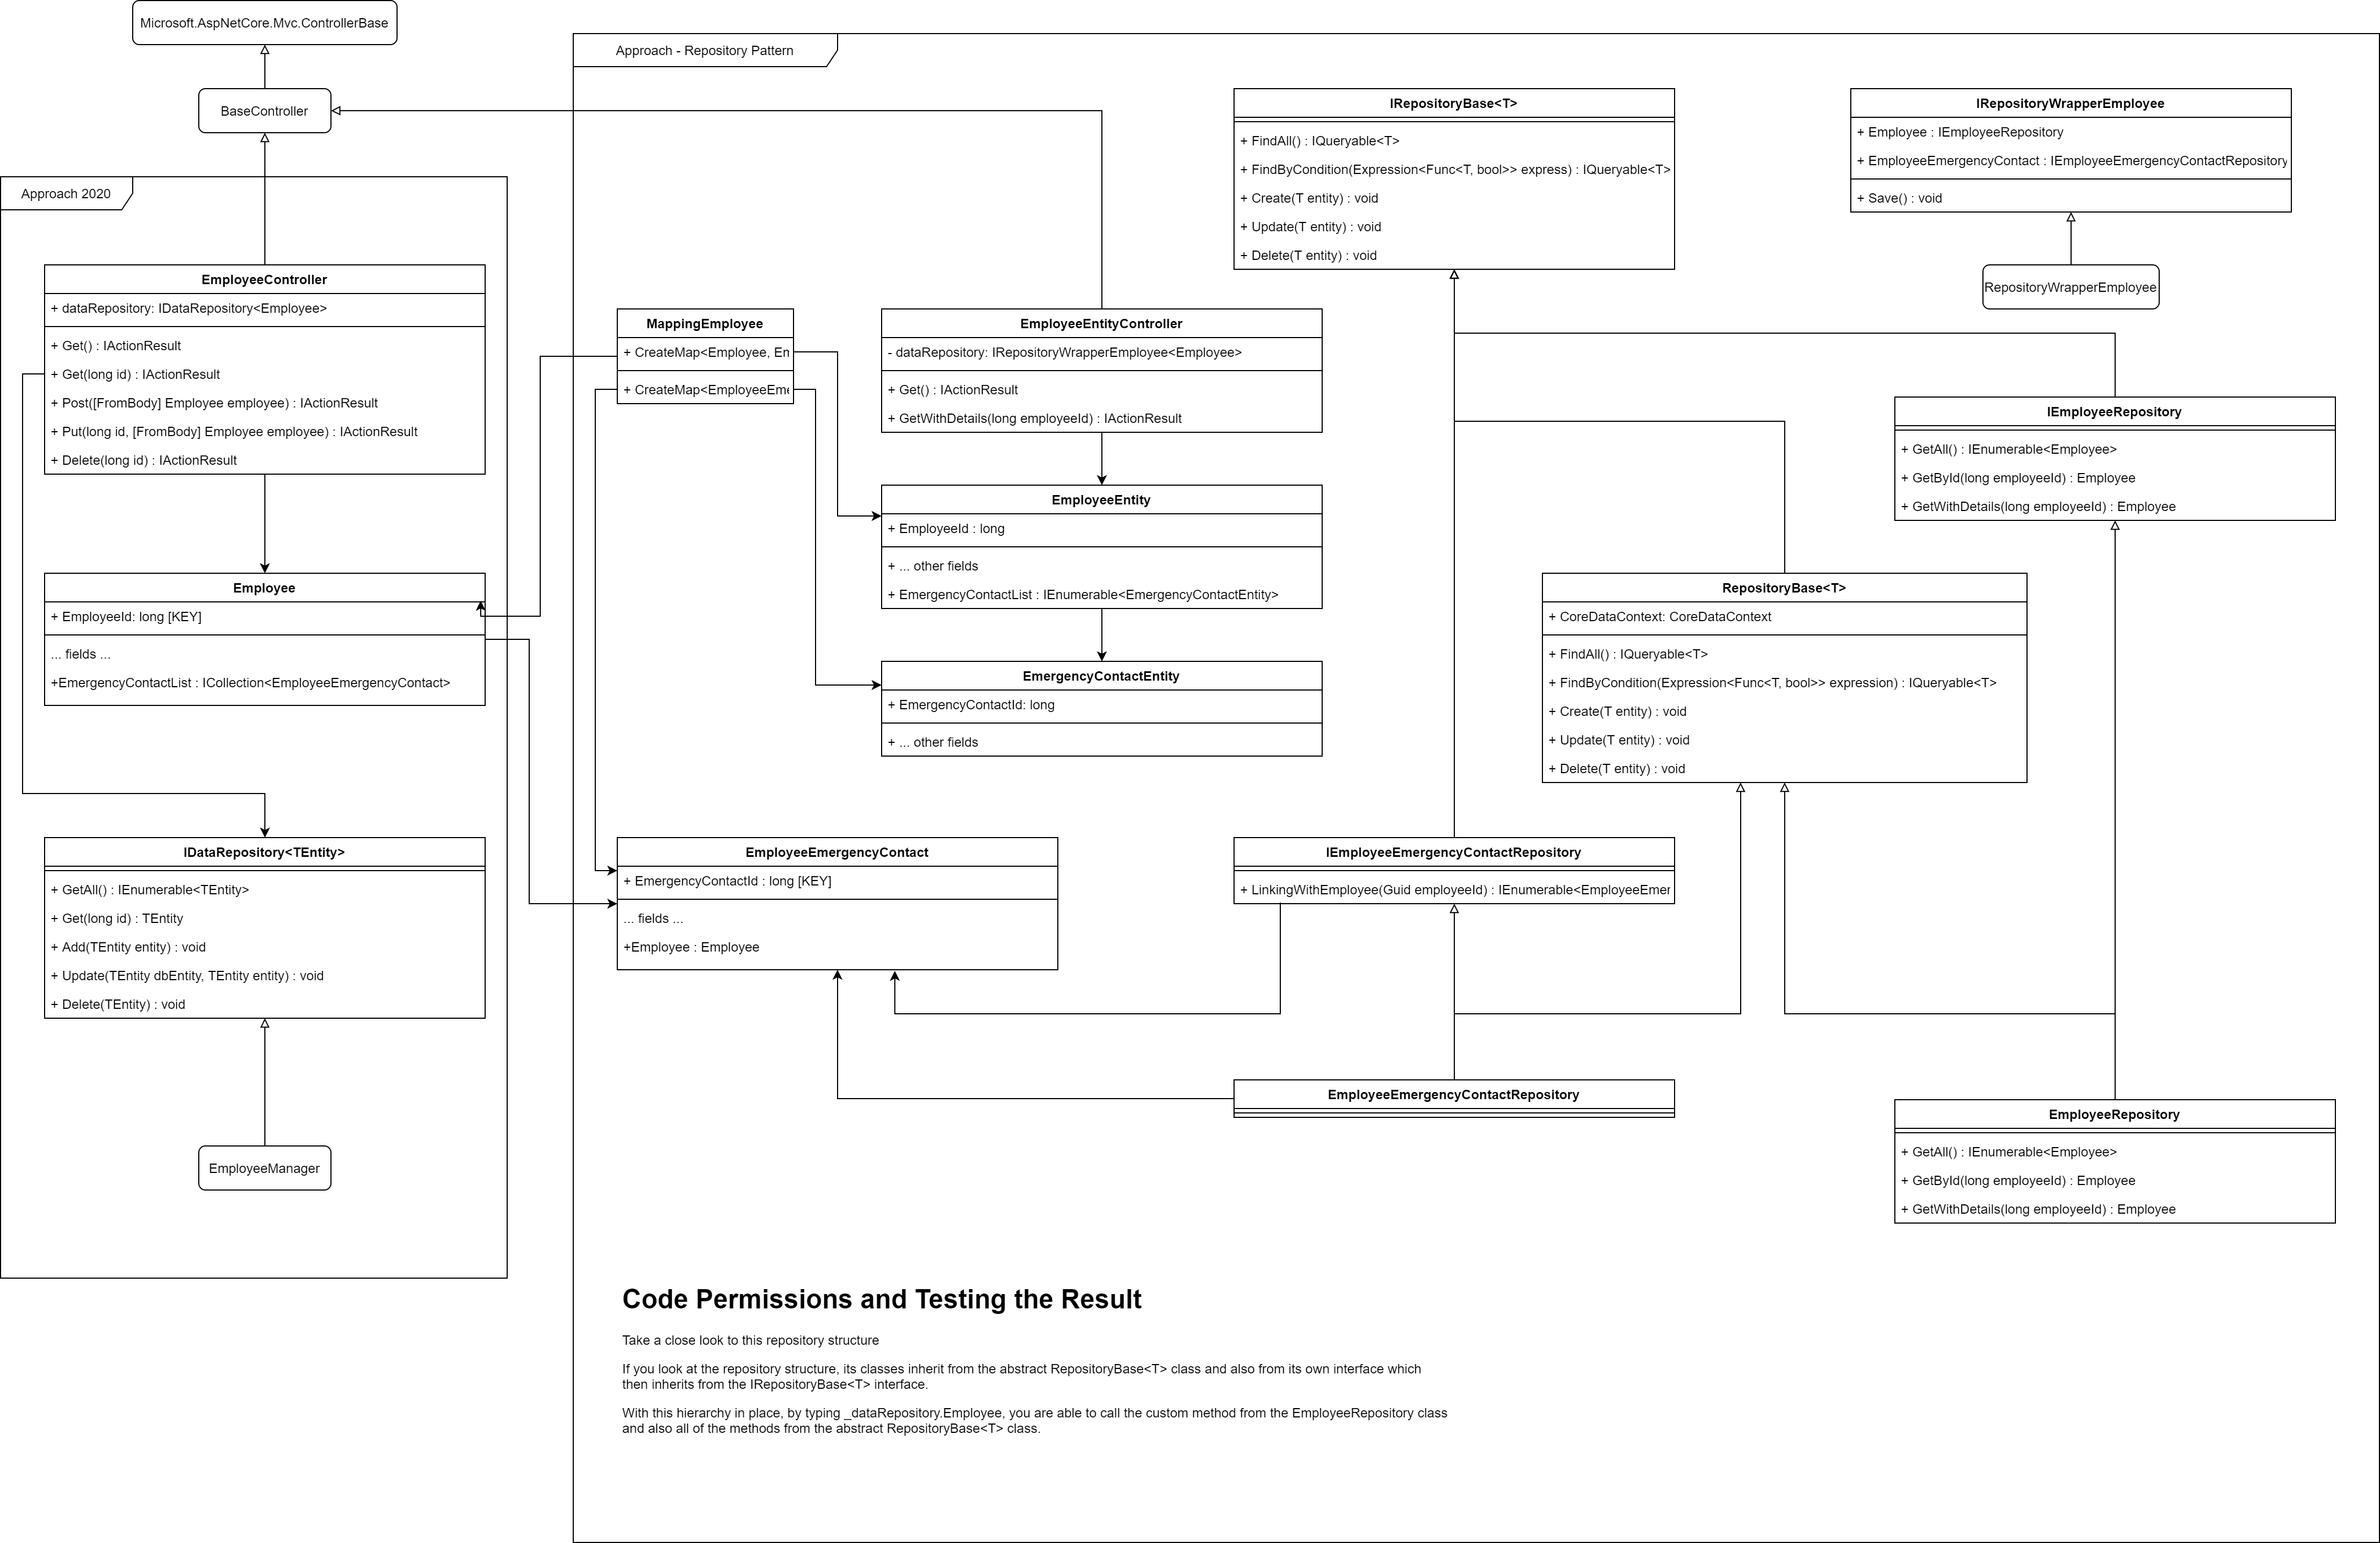 Microsoft.AspNetCore.Mvc.ControllerBase
BaseController
Approach 2020
EmployeeController
+ dataRepository: IDataRepository<Employee>
+ Get() : IActionResult
+ Get(long id) : IActionResult
+ Post([FromBody] Employee employee) : IActionResult
+ Put(long id, [FromBody] Employee employee) : IActionResult
+ Delete(long id) : IActionResult
Employee
+ EmployeeId: long [KEY]
... fields ...
+EmergencyContactList : ICollection<EmployeeEmergencyContact>
IDataRepository<TEntity>
+ GetAll() : IEnumerable<TEntity>
+ Get(long id) : TEntity
+ Add(TEntity entity) : void
+ Update(TEntity dbEntity, TEntity entity) : void
+ Delete(TEntity) : void
EmployeeManager
Approach - Repository Pattern
MappingEmployee
+ CreateMap<Employee, En
+ CreateMap<EmployeeEme
EmployeeEntityController
- dataRepository: IRepositoryWrapperEmployee<Employee>
+ Get() : IActionResult
+ GetWithDetails(long employeeId) : IActionResult
EmployeeEntity
+ EmployeeId : long
+ ... other fields
+ EmergencyContactList : IEnumerable<EmergencyContactEntity>
EmergencyContactEntity
+ EmergencyContactId: long
+ ... other fields
EmployeeEmergencyContact
+ EmergencyContactId : long [KEY]
... fields ...
+Employee : Employee
IRepositoryBase<T>
+ FindAll() : IQueryable<T>
+ FindByCondition(Expression<Func<T, bool>> express) : IQueryable<T>
+ Create(T entity) : void
+ Update(T entity) : void
+ Delete(T entity) : void
IRepositoryWrapperEmployee
+ Employee : IEmployeeRepository
+ EmployeeEmergencyContact : IEmployeeEmergencyContactRepository
+ Save() : void
RepositoryWrapperEmployee
IEmployeeRepository
+ GetAll() : IEnumerable<Employee>
+ GetById(long employeeId) : Employee
+ GetWithDetails(long employeeId) : Employee
RepositoryBase<T>
+ CoreDataContext: CoreDataContext
+ FindAll() : IQueryable<T>
+ FindByCondition(Expression<Func<T, bool>> expression) : IQueryable<T>
+ Create(T entity) : void
+ Update(T entity) : void
+ Delete(T entity) : void
IEmployeeEmergencyContactRepository
+ LinkingWithEmployee(Guid employeeId) : IEnumerable<EmployeeEmer
EmployeeEmergencyContactRepository
EmployeeRepository
+ GetAll() : IEnumerable<Employee>
+ GetById(long employeeId) : Employee
+ GetWithDetails(long employeeId) : Employee
Code Permissions and Testing the Result
Take a close look to this repository structure
If you look at the repository structure, its classes inherit from the abstract RepositoryBase<T> class and also from its own interface which
then inherits from the IRepositoryBase<T> interface.
With this hierarchy in place, by typing _dataRepository.Employee, you are able to call the custom method from the EmployeeRepository class
and also all of the methods from the abstract RepositoryBase<T> class.